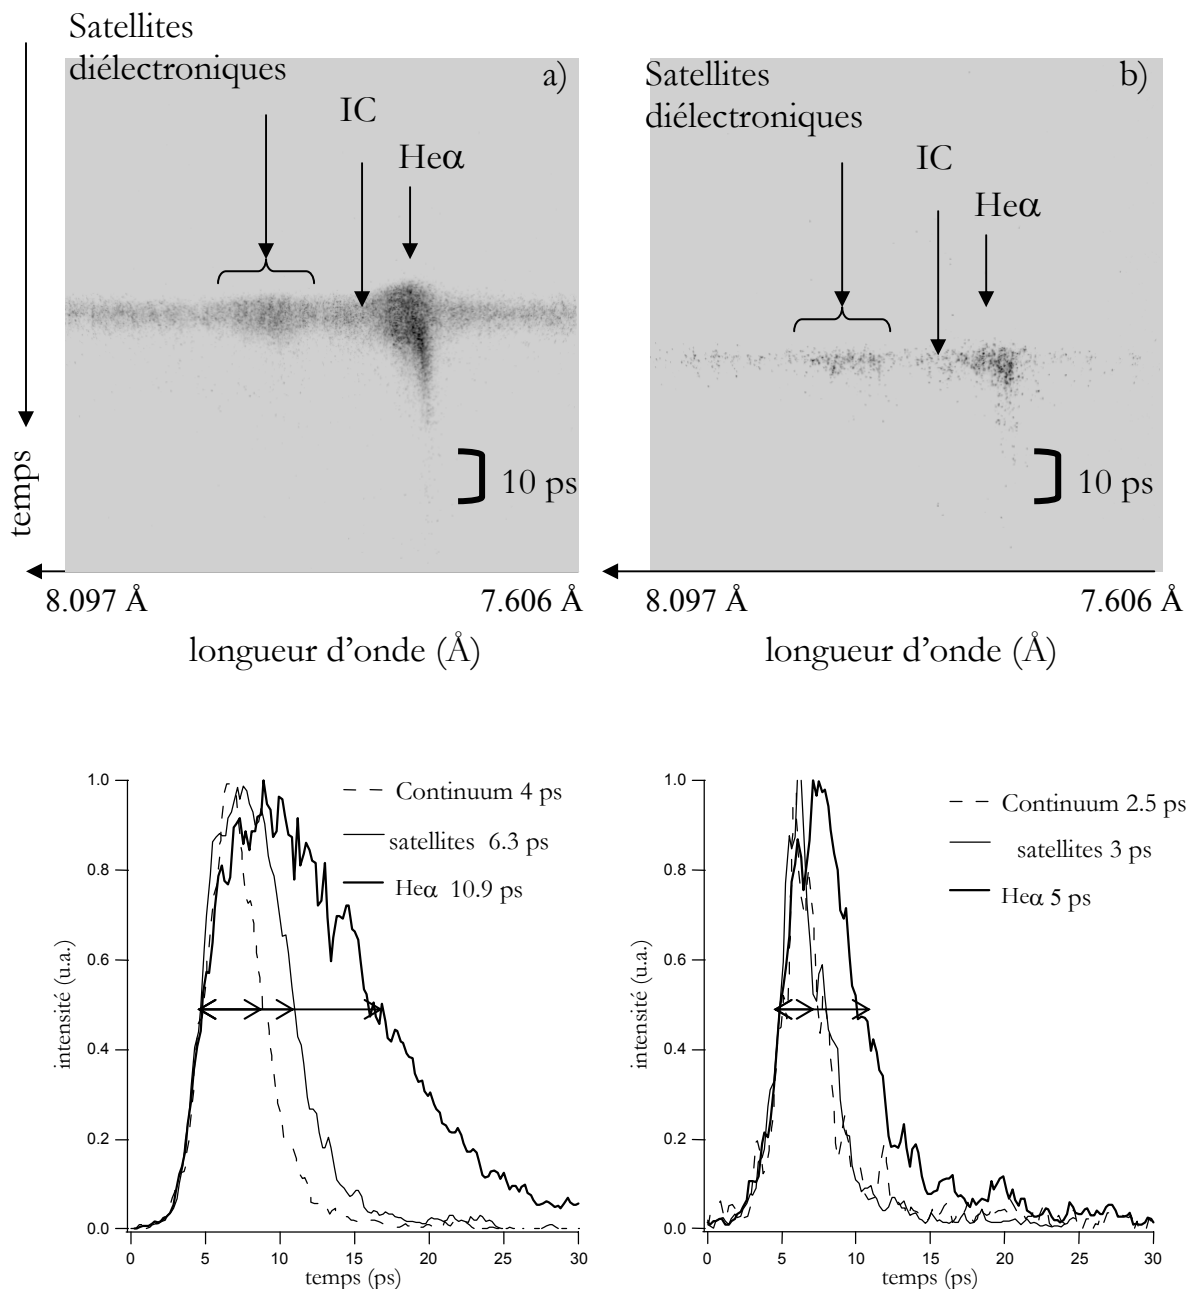 Satellites
diélectroniques
a)
IC
Heα
10 ps
temps
8.097 Å
7.606 Å
longueur d'onde (Å)
Satellites
diélectroniques
b)
IC
Heα
10 ps
8.097 Å
7.606 Å
longueur d'onde (Å)
1.0
0.8
0.6
0.4
0.2
0.0
intensité (u.a.)
Continuum 4 ps
satellites 6.3 ps
Heα 10.9 ps
0 5 10 15 20 25 30
temps (ps)
1.0
0.8
0.6
0.4
0.2
0.0
intensité (u.a.)
Continuum 2.5 ps
satellites 3 ps
Heα 5 ps
0 5 10 15 20 25 30
temps (ps)